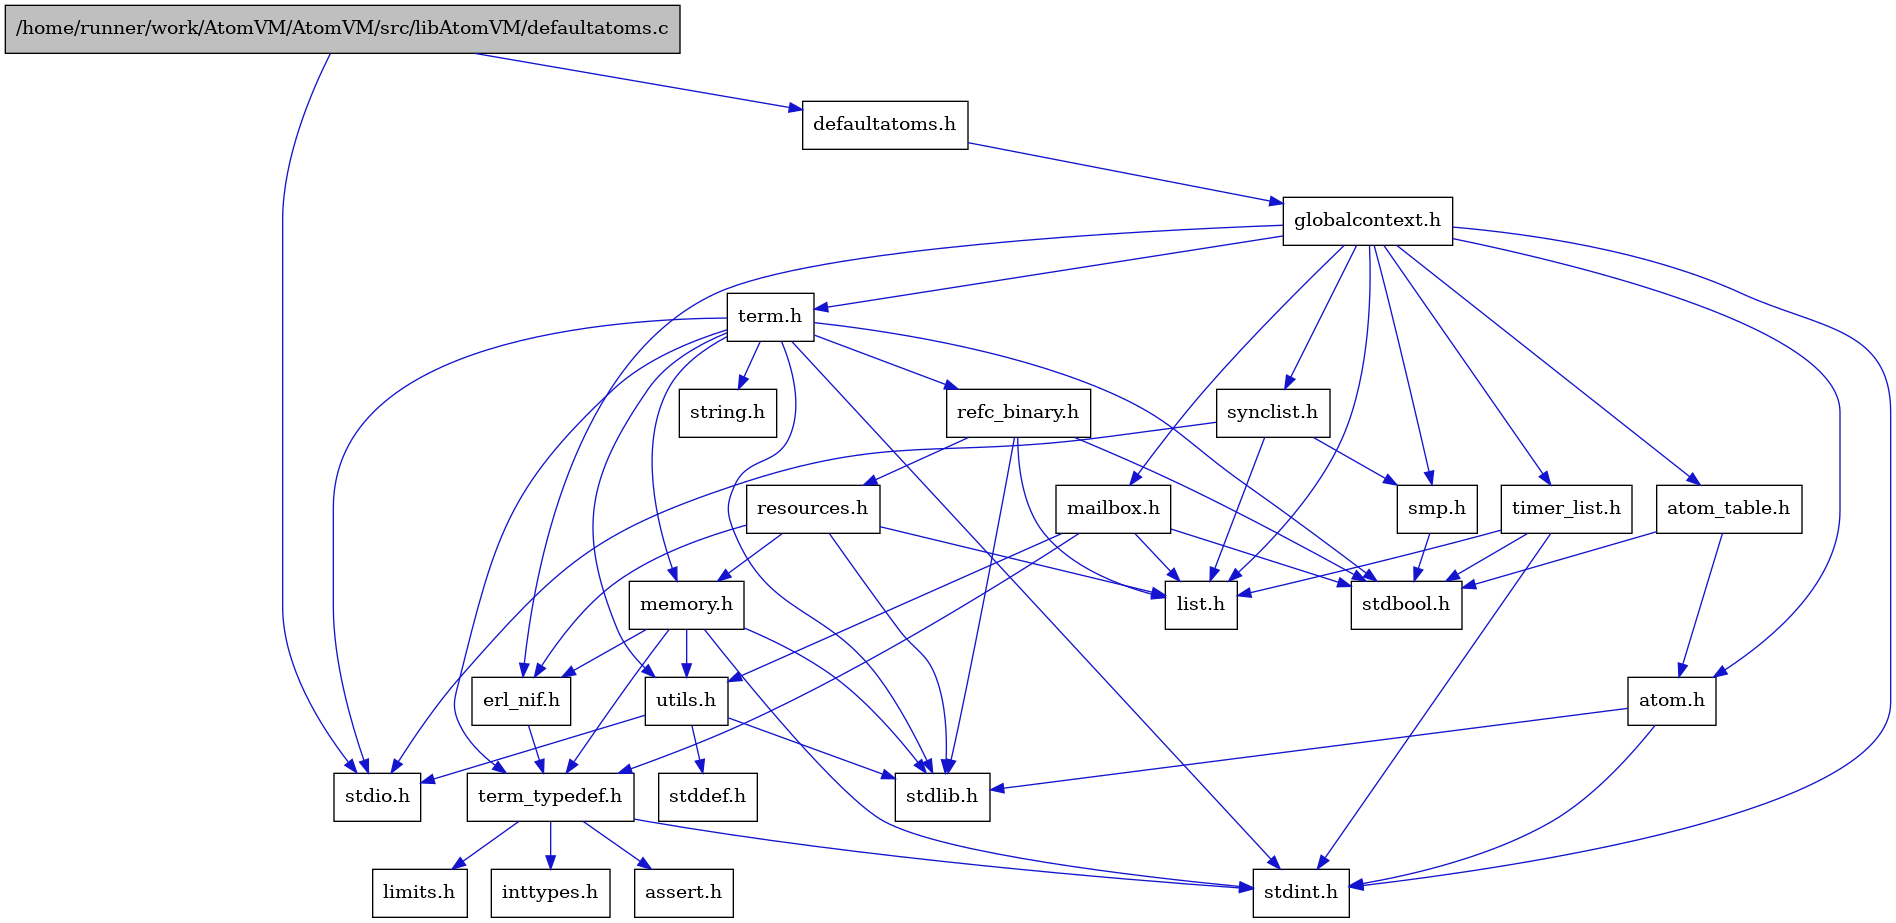 /home/runner/work/AtomVM/AtomVM/src/libAtomVM/defaultatoms.c
defaultatoms.h
globalcontext.h
term.h
string.h
refc_binary.h
synclist.h
resources.h
mailbox.h
smp.h
timer_list.h
atom_table.h
memory.h
list.h
stdbool.h
erl_nif.h
utils.h
atom.h
stdio.h
term_typedef.h
stddef.h
stdlib.h
limits.h
inttypes.h
assert.h
stdint.h